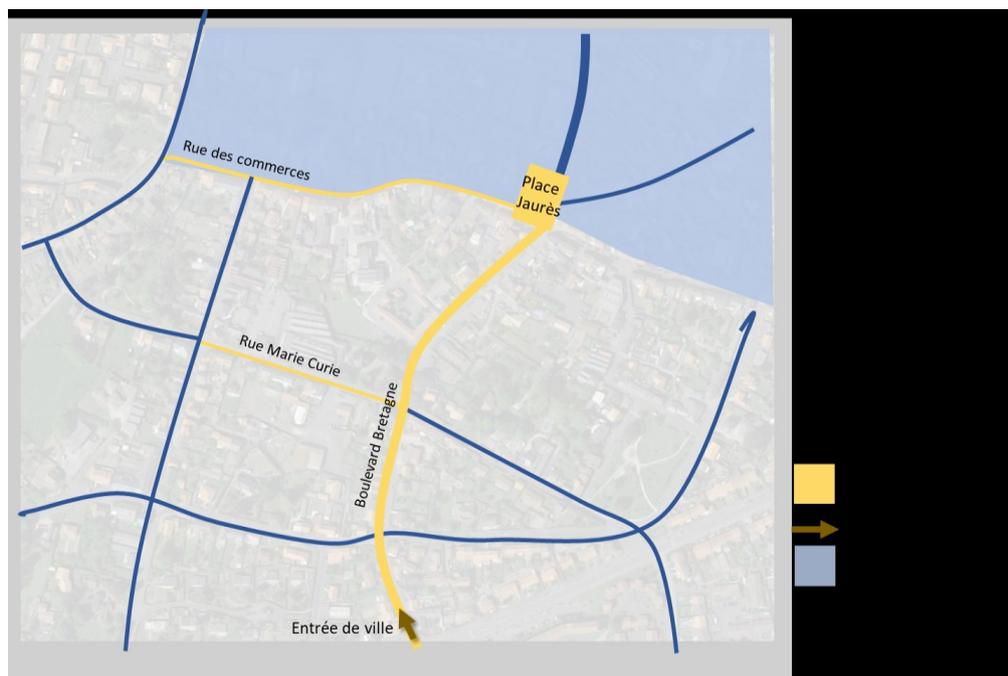 Rue des commerces
Place
Jaurès
Rue Marie Curie
Boulevard Bretagne
Entrée de ville